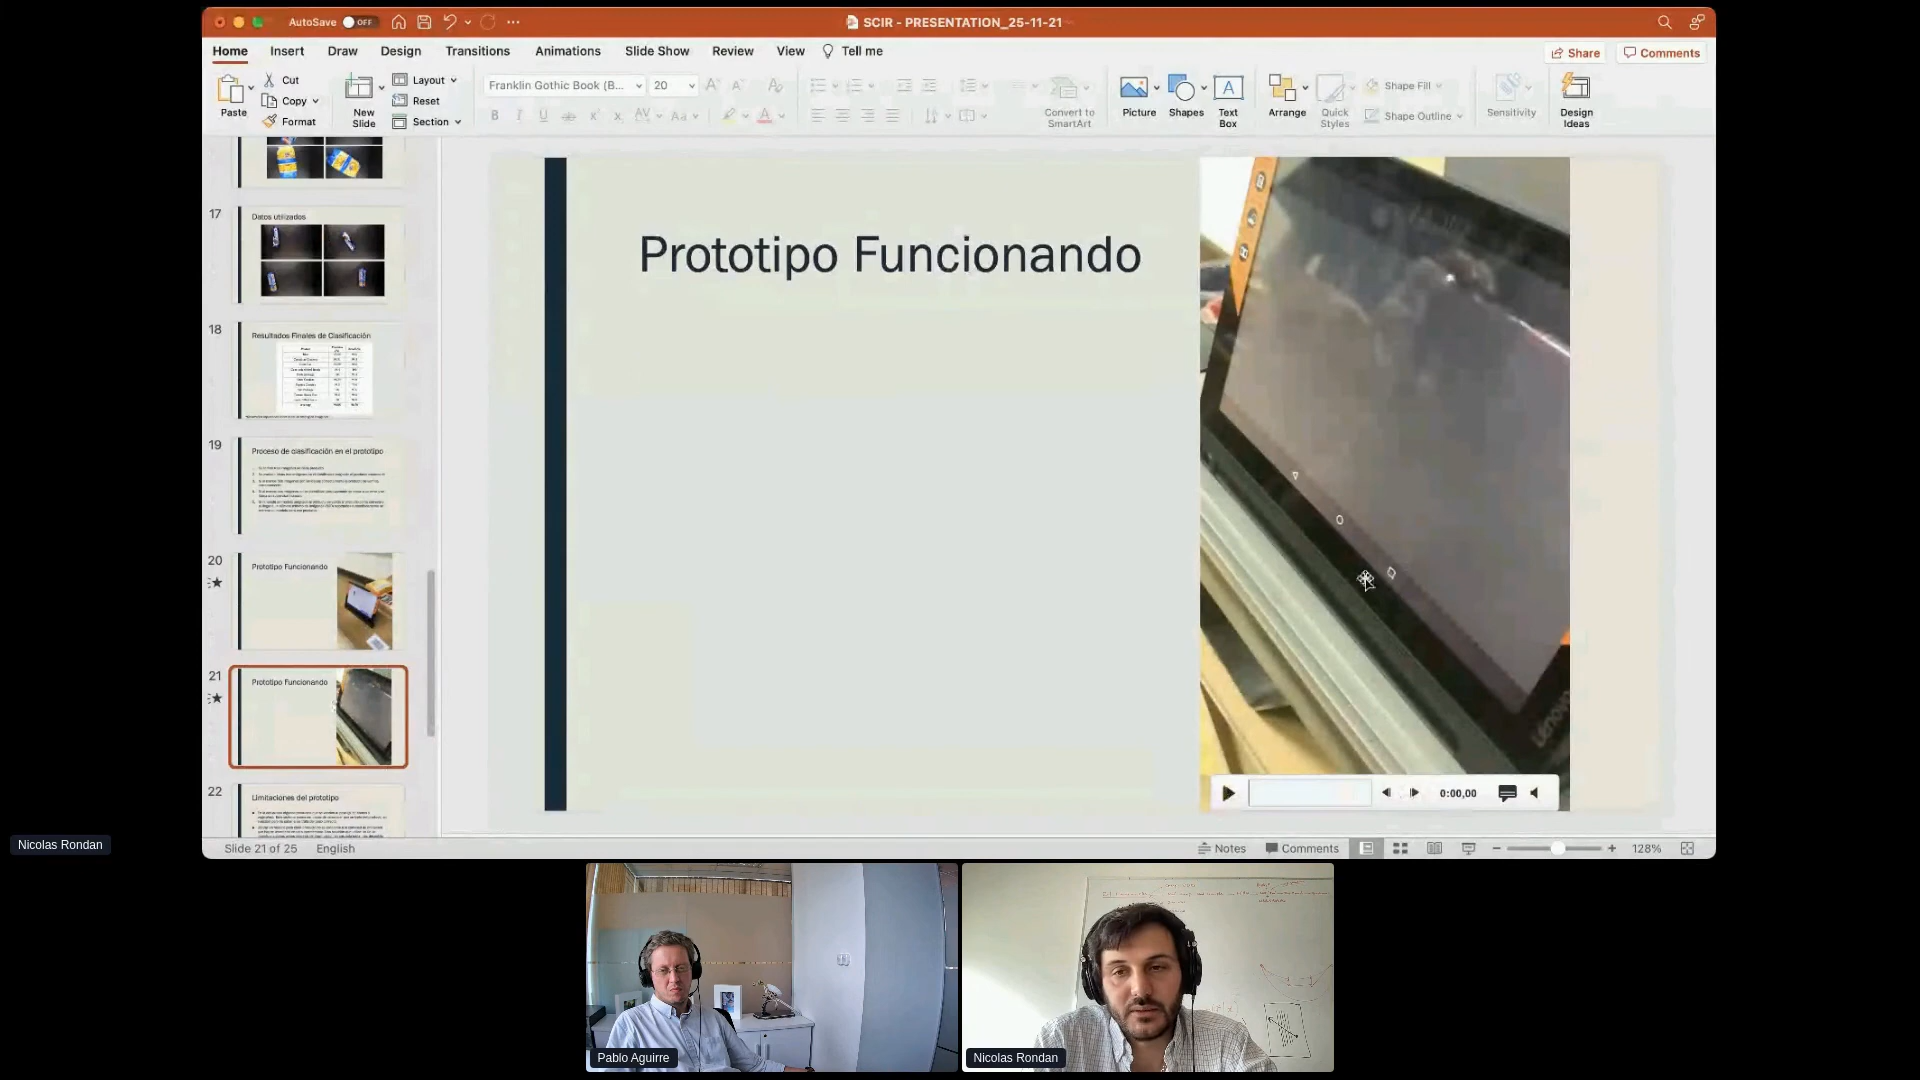 AutoSave OFF
SCIR - PRESENTATION_25-11-21
Home Insert Draw Design Transitions Animations Slide Show Review View Tell me
Share Comments
Paste
Cut
Copy
Format
New
Slide
Layout
Reset
Section
Franklin Gothic Book (B... 20
Convert to
SmartArt
Picture
Shapes
Text
Box
Arrange
Quick
Styles
Shape Fill
Shape Outline
Sensitivity
Design
Ideas
17
Datos utilizados
18
Resultados Finales de Clasificación
19
Proceso de clasificación en el prototipo
20
Prototipo Funcionando
21
Prototipo Funcionando
22
Limitaciones del prototipo
Prototipo Funcionando
Lenovo
0:00,00
Slide 21 of 25 English
Notes Comments 128%
Nicolas Rondan
Pablo Aguirre
Nicolas Rondan